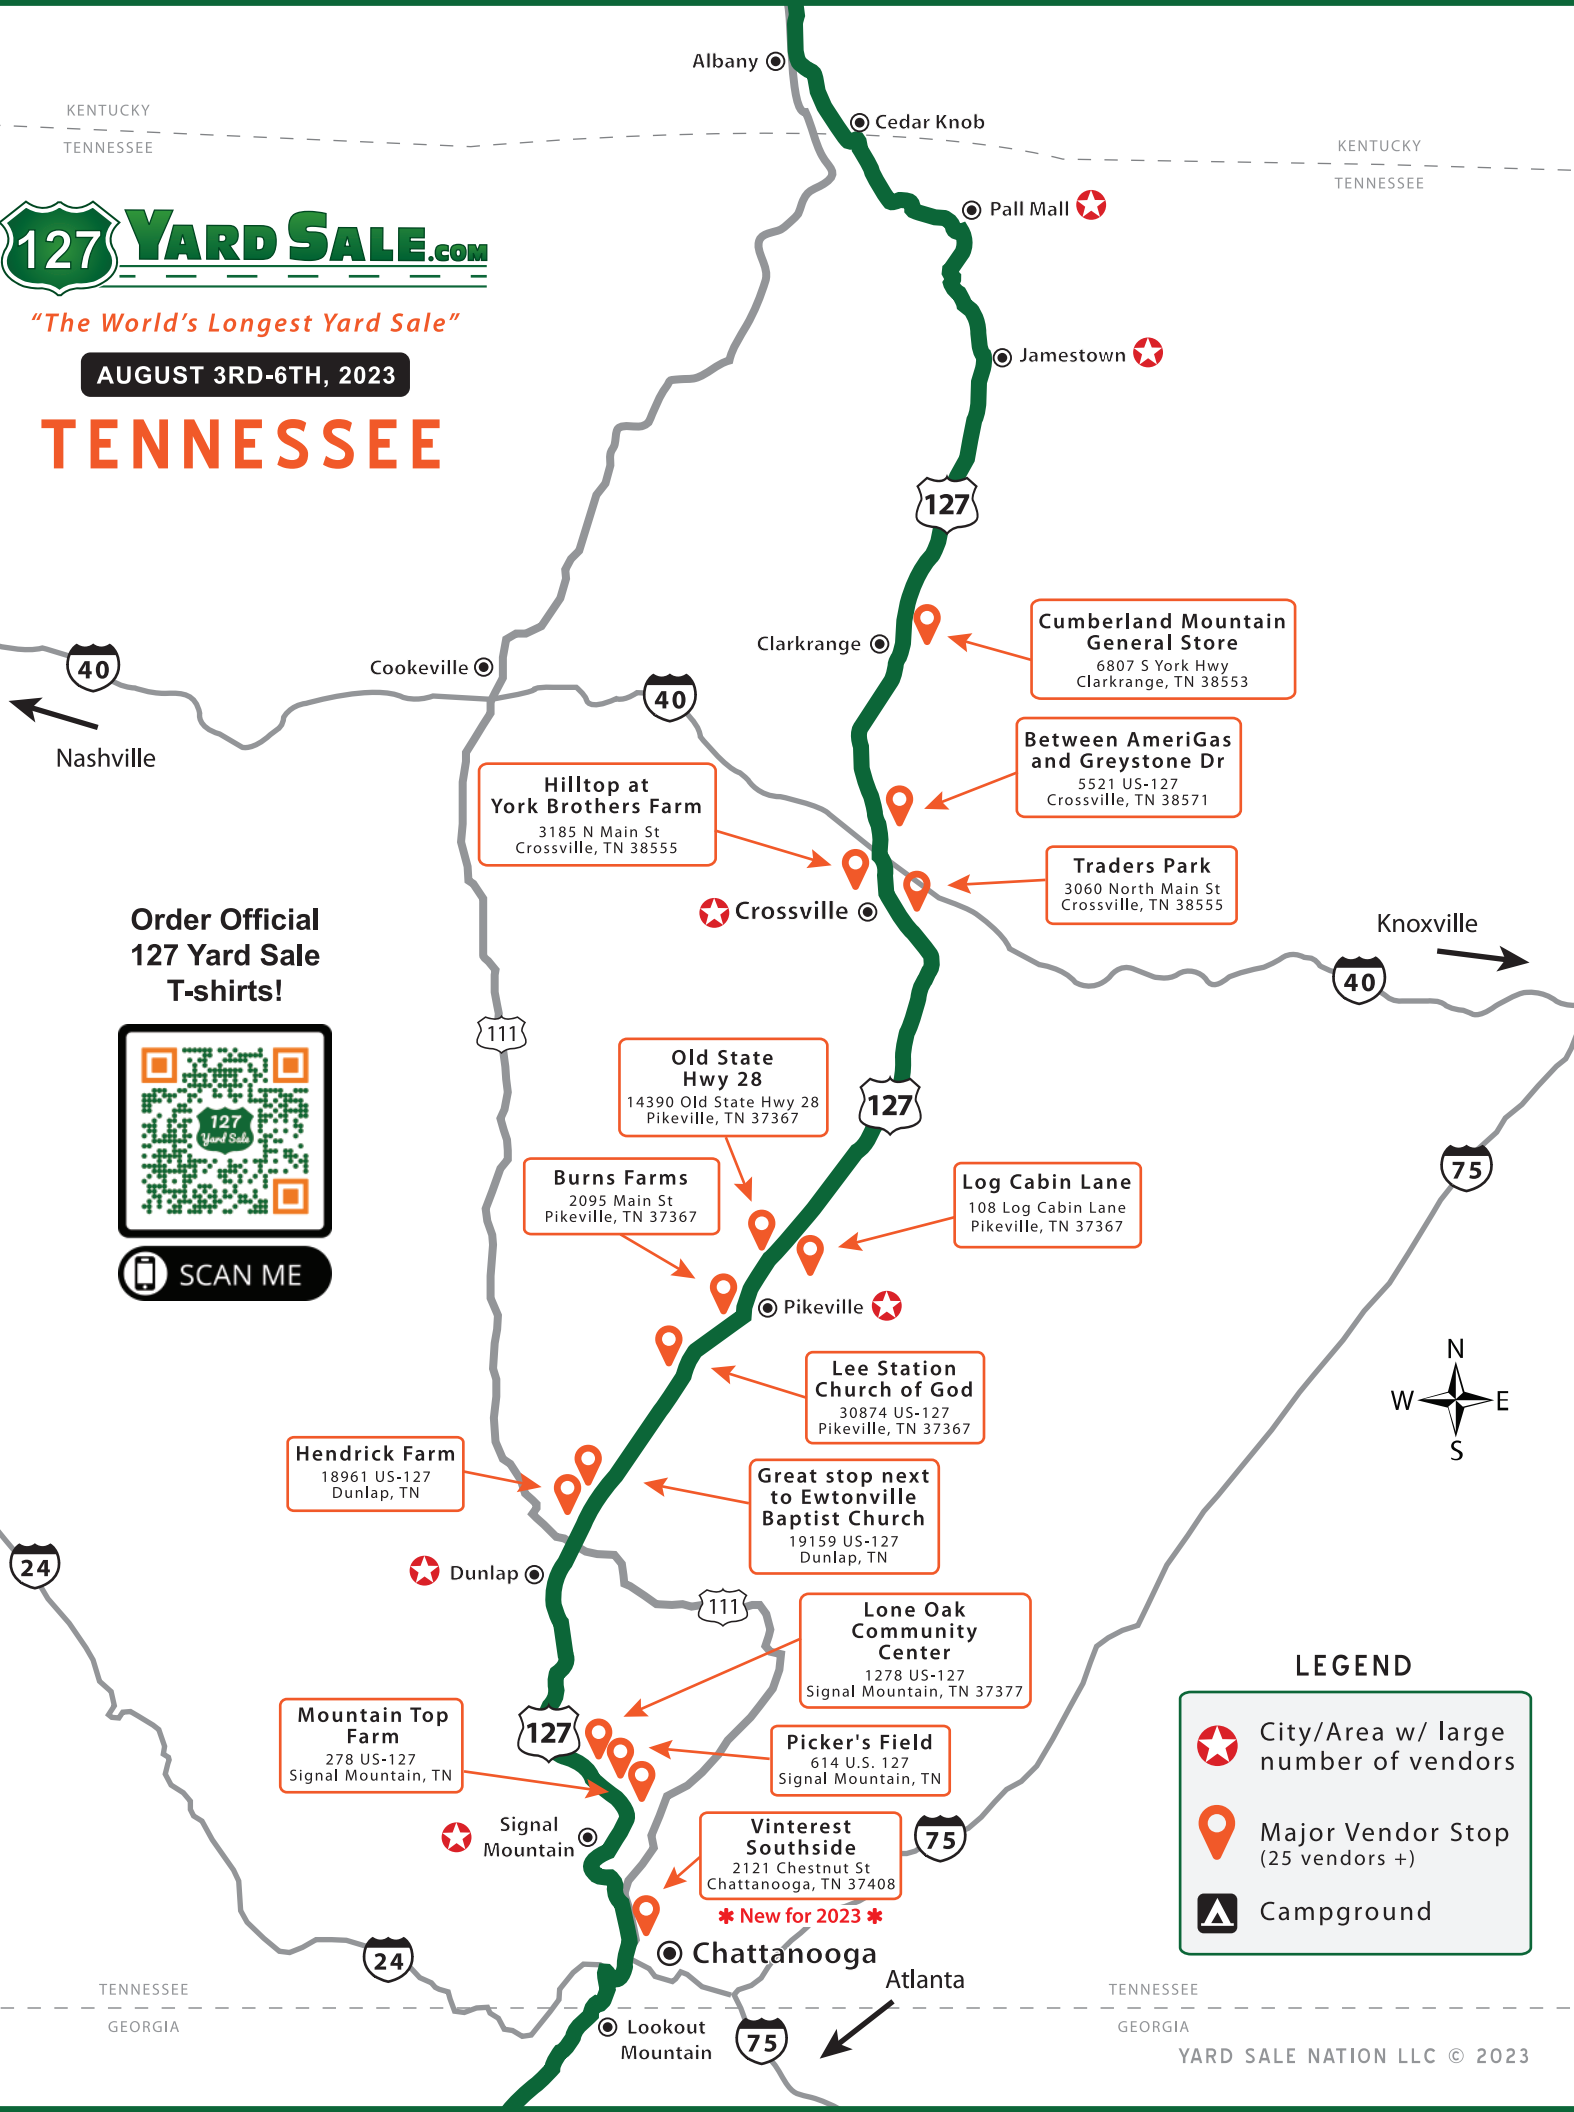 Albany
Cedar Knob
KENTUCKY
TENNESSEE
KENTUCKY
TENNESSEE
Pall Mall
127 YARD SALE.COM
"The World's Longest Yard Sale"
AUGUST 3RD-6TH, 2023
TENNESSEE
Jamestown
127
Cumberland Mountain
General Store
6807 S York Hwy
Clarkrange, TN 38553
Clarkrange
Cookeville
40
40
Nashville
Between AmeriGas
and Greystone Dr
5521 US-127
Crossville, TN 38571
Hilltop at
York Brothers Farm
3185 N Main St
Crossville, TN 38555
Traders Park
3060 North Main St
Crossville, TN 38555
Crossville
Knoxville
40
Order Official
127 Yard Sale
T-shirts!
127
Yard Sale
SCAN ME
111
Old State
Hwy 28
14390 Old State Hwy 28
Pikeville, TN 37367
127
Burns Farms
2095 Main St
Pikeville, TN 37367
Log Cabin Lane
108 Log Cabin Lane
Pikeville, TN 37367
75
Pikeville
Lee Station
Church of God
30874 US-127
Pikeville, TN 37367
N
W E
S
Hendrick Farm
18961 US-127
Dunlap, TN
Great stop next
to Ewtonville
Baptist Church
19159 US-127
Dunlap, TN
24
Dunlap
111
Lone Oak
Community
Center
1278 US-127
Signal Mountain, TN 37377
Mountain Top
Farm
278 US-127
Signal Mountain, TN
127
Picker's Field
614 U.S. 127
Signal Mountain, TN
Signal
Mountain
Vinterest
Southside
2121 Chestnut St
Chattanooga, TN 37408
✱ New for 2023 ✱
75
Chattanooga
24
Atlanta
LEGEND
City/Area w/ large
number of vendors
Major Vendor Stop
(25 vendors +)
Campground
TENNESSEE
GEORGIA
TENNESSEE
GEORGIA
Lookout
Mountain
75
YARD SALE NATION LLC © 2023